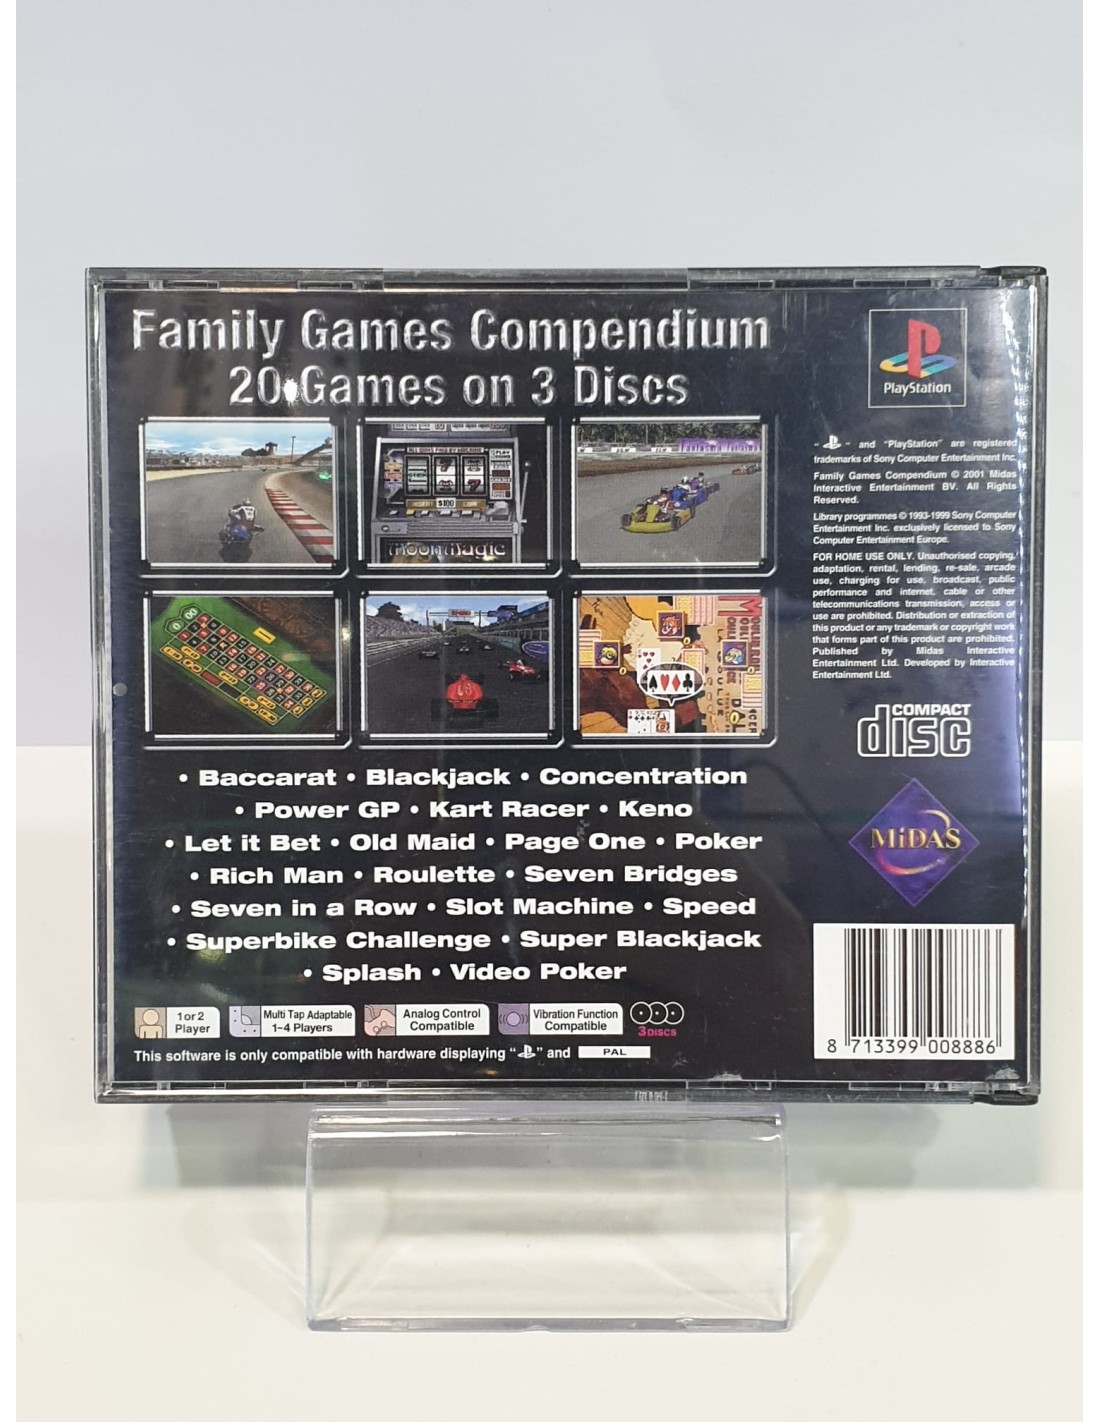 Family Games Compendium
20 Games on 3 Discs
PlayStation
MoonMagic
• Baccarat • Blackjack • Concentration
• Power GP • Kart Racer • Keno
• Let it Bet • Old Maid • Page One • Poker
• Rich Man • Roulette • Seven Bridges
• Seven in a Row • Slot Machine • Speed
• Superbike Challenge • Super Blackjack
• Splash • Video Poker
1 or 2
Player
Multi Tap Adaptable
1-4 Players
Analog Control
Compatible
Vibration Function
Compatible
3 DISCS
This software is only compatible with hardware displaying " " and PAL
" " and "PlayStation" are registered
trademarks of Sony Computer Entertainment Inc.
Family Games Compendium © 2001 Midas
Interactive Entertainment BV. All Rights
Reserved.
Library programmes © 1993-1999 Sony Computer
Entertainment Inc. exclusively licensed to Sony
Computer Entertainment Europe.
FOR HOME USE ONLY. Unauthorised copying,
adaptation, rental, lending, re-sale, arcade
use, charging for use, broadcast, public
performance and internet, cable or other
telecommunications transmission, access or
use are prohibited. Distribution or extraction of
this product or any trademark or copyright work
that forms part of this product are prohibited.
Published by Midas Interactive
Entertainment Ltd. Developed by Interactive
Entertainment Ltd.
COMPACT
disc
MiDAS
8 713399 008886